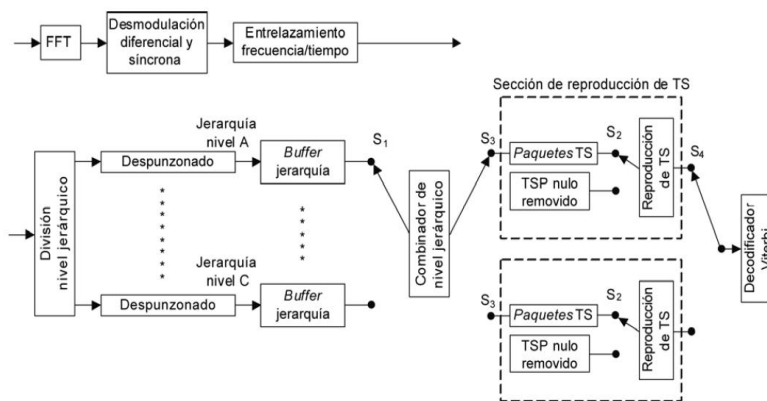 FFT
Desmodulación
diferencial y
síncrona
Entrelazamiento
frecuencia/tiempo
Sección de reproducción de TS
División
nivel jerárquico
Jerarquía
nivel A
Despunzonado
Buffer
jerarquía
S1
* * * * * * *
* * * * *
Jerarquía
nivel C
Despunzonado
Buffer
jerarquía
Combinador de
nivel jerárquico
S3
Paquetes TS
S2
TSP nulo
removido
Reproducción
de TS
S4
S3
Paquetes TS
S2
TSP nulo
removido
Reproducción
de TS
Decodificador
Viterbi